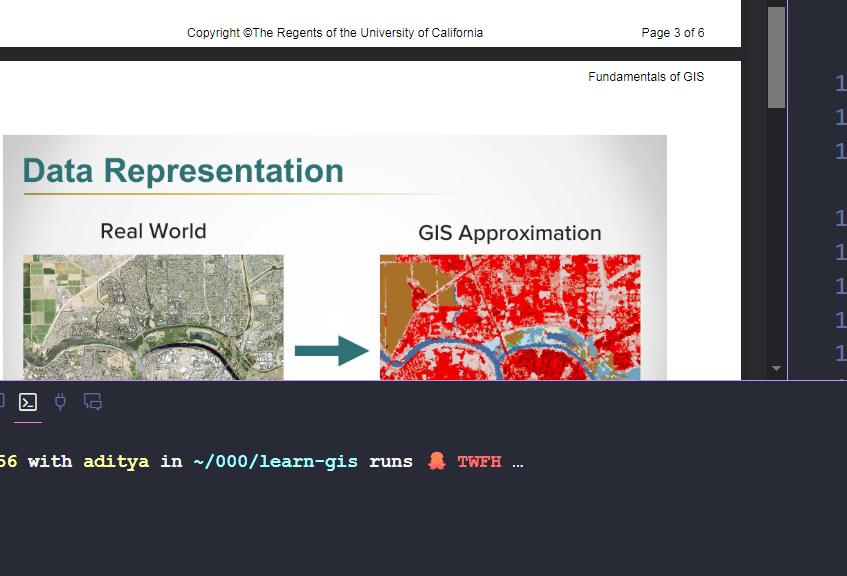 Copyright ©The Regents of the University of California
Page 3 of 6
Fundamentals of GIS
Data Representation
Real World
GIS Approximation
56 with aditya in ~/000/learn-gis runs TWFH …
1
1
1
1
1
1
1
1